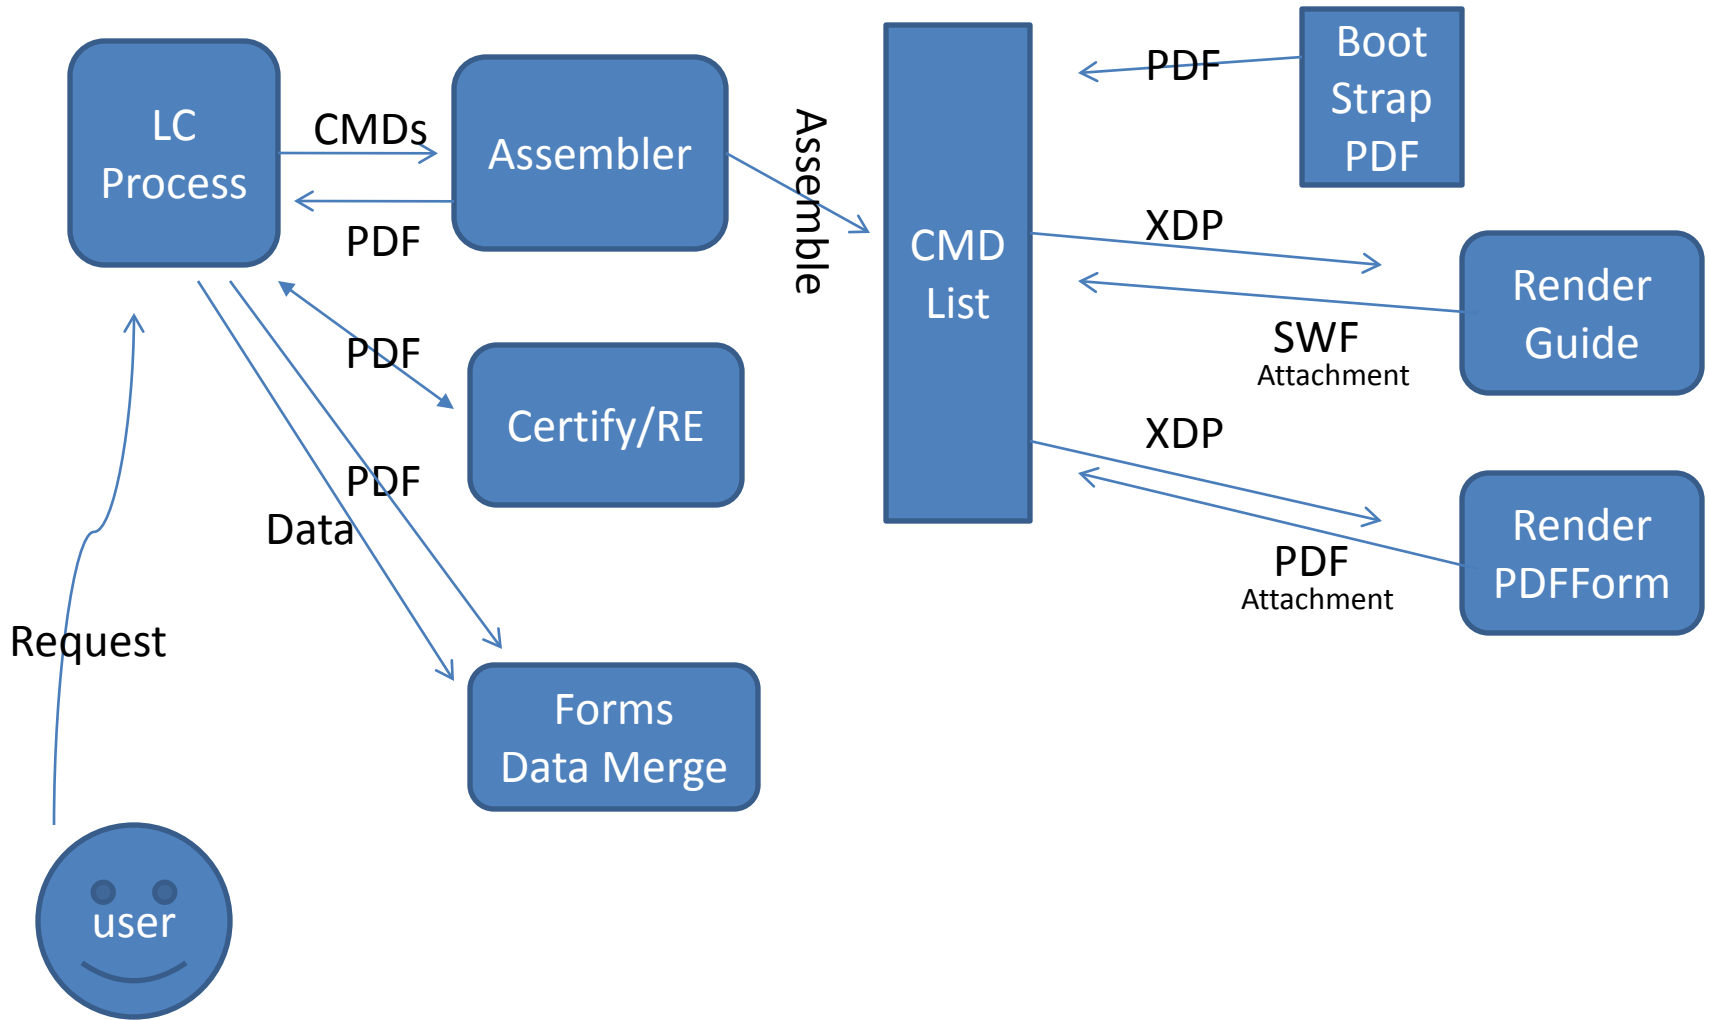 LC
Process
CMDs
PDF
Assembler
Assemble
CMD
List
PDF
Boot
Strap
PDF
XDP
SWF
Attachment
Render
Guide
XDP
PDF
Attachment
Render
PDFForm
PDF
Certify/RE
PDF
Data
Forms
Data Merge
Request
user